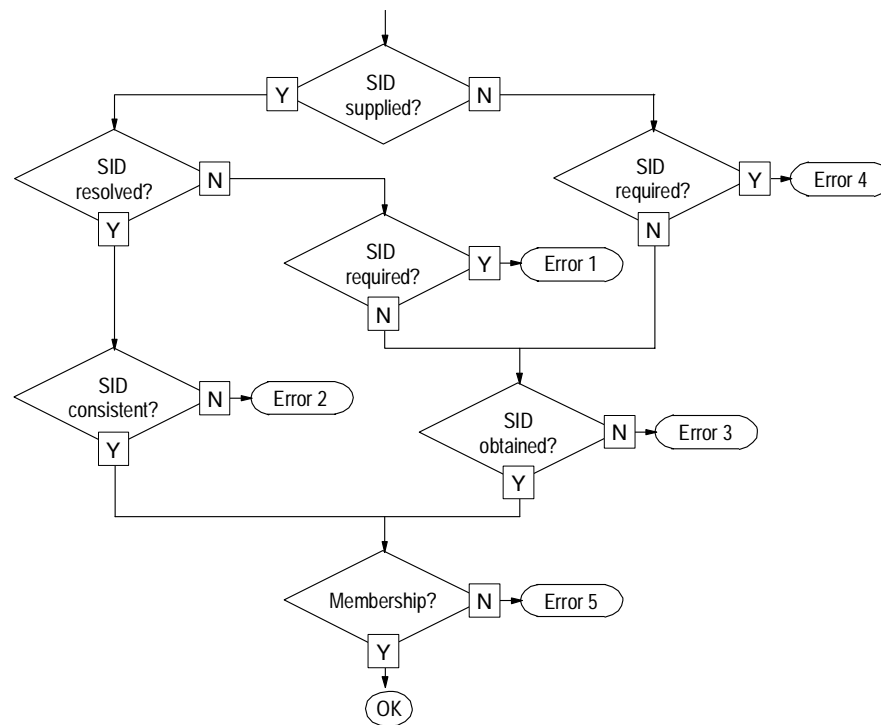 SID
supplied?
Y
N
SID
resolved?
N
Y
SID
required?
Y
Error 4
N
SID
required?
Y
Error 1
N
SID
consistent?
N
Error 2
Y
SID
obtained?
N
Error 3
Y
Membership?
N
Error 5
Y
OK